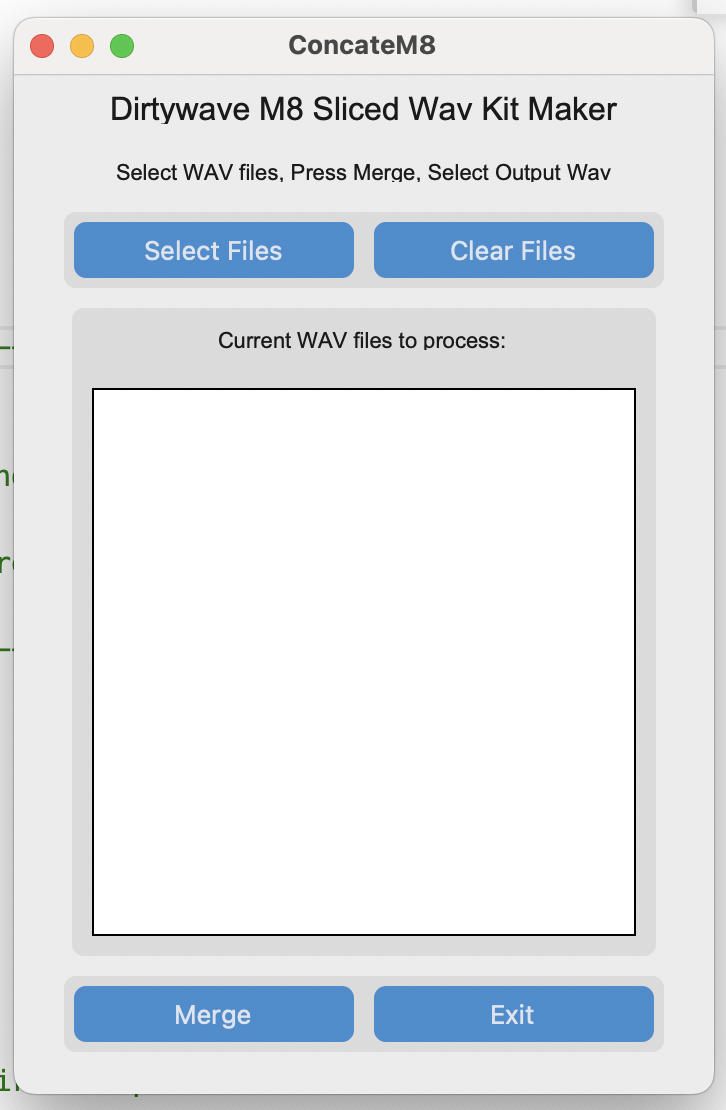 ConcateM8
Dirtywave M8 Sliced Wav Kit Maker
Select WAV files, Press Merge, Select Output Wav
Select Files Clear Files
Current WAV files to process:
Merge Exit